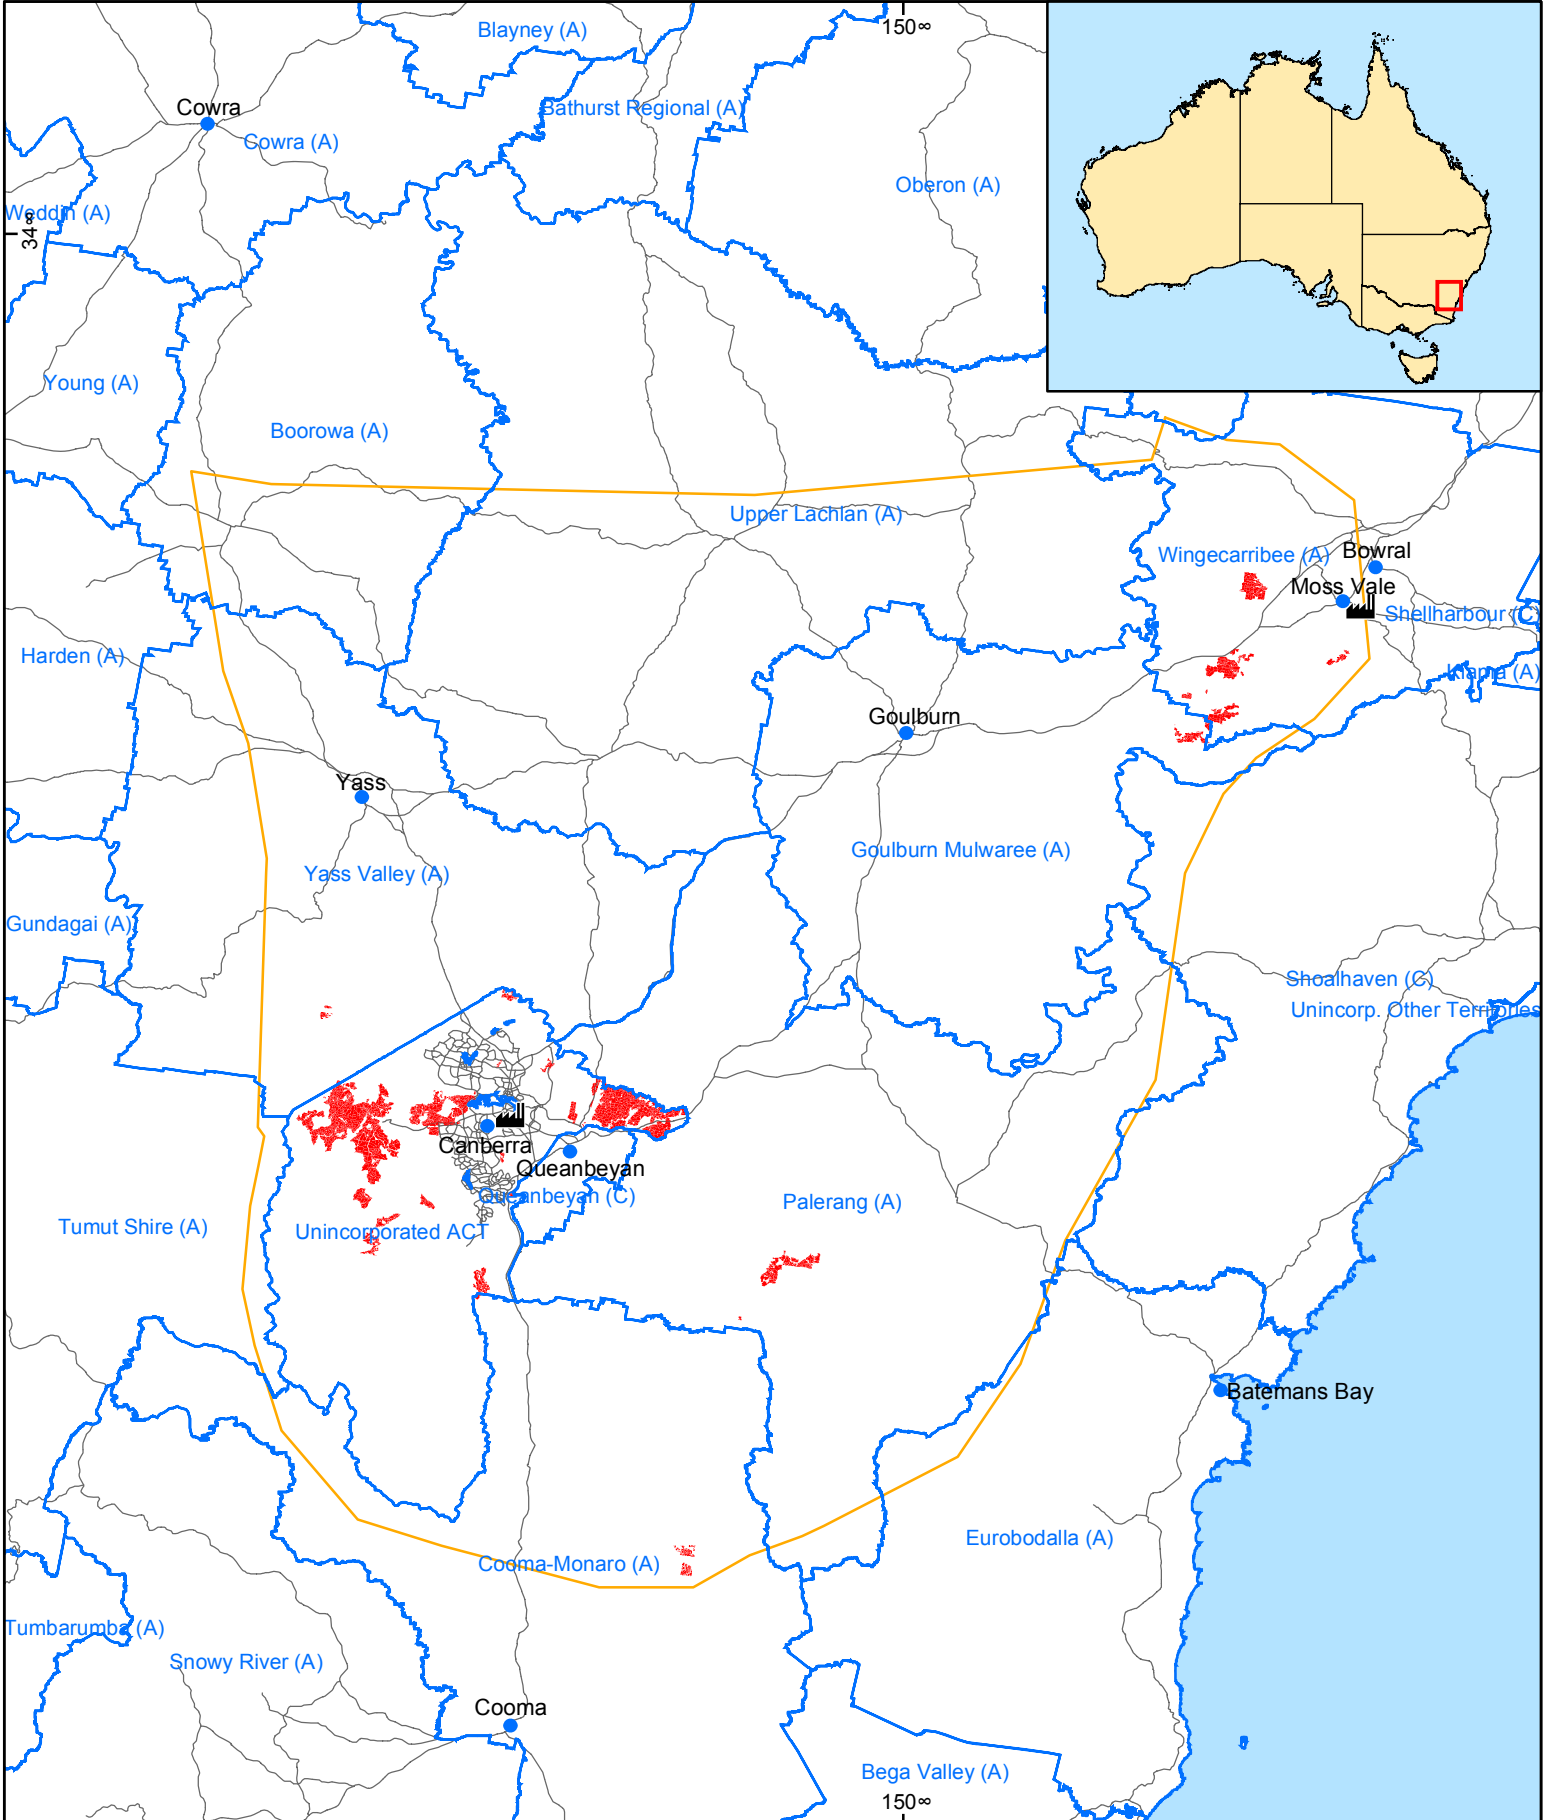 150∞
Blayney (A)
Cowra
Bathurst Regional (A)
Cowra (A)
Oberon (A)
Weddin (A)
34∞
Young (A)
Boorowa (A)
Upper Lachlan (A)
Wingecarribee (A)
Bowral
Moss Vale
Shellharbour (C)
Harden (A)
Kiama (A)
Goulburn
Yass
Goulburn Mulwaree (A)
Yass Valley (A)
Gundagai (A)
Shoalhaven (C)
Unincorp. Other Territories
Canberra
Queanbeyan
Queanbeyan (C)
Palerang (A)
Tumut Shire (A)
Unincorporated ACT
Batemans Bay
Eurobodalla (A)
Cooma-Monaro (A)
Tumbarumba (A)
Snowy River (A)
Cooma
Bega Valley (A)
150∞